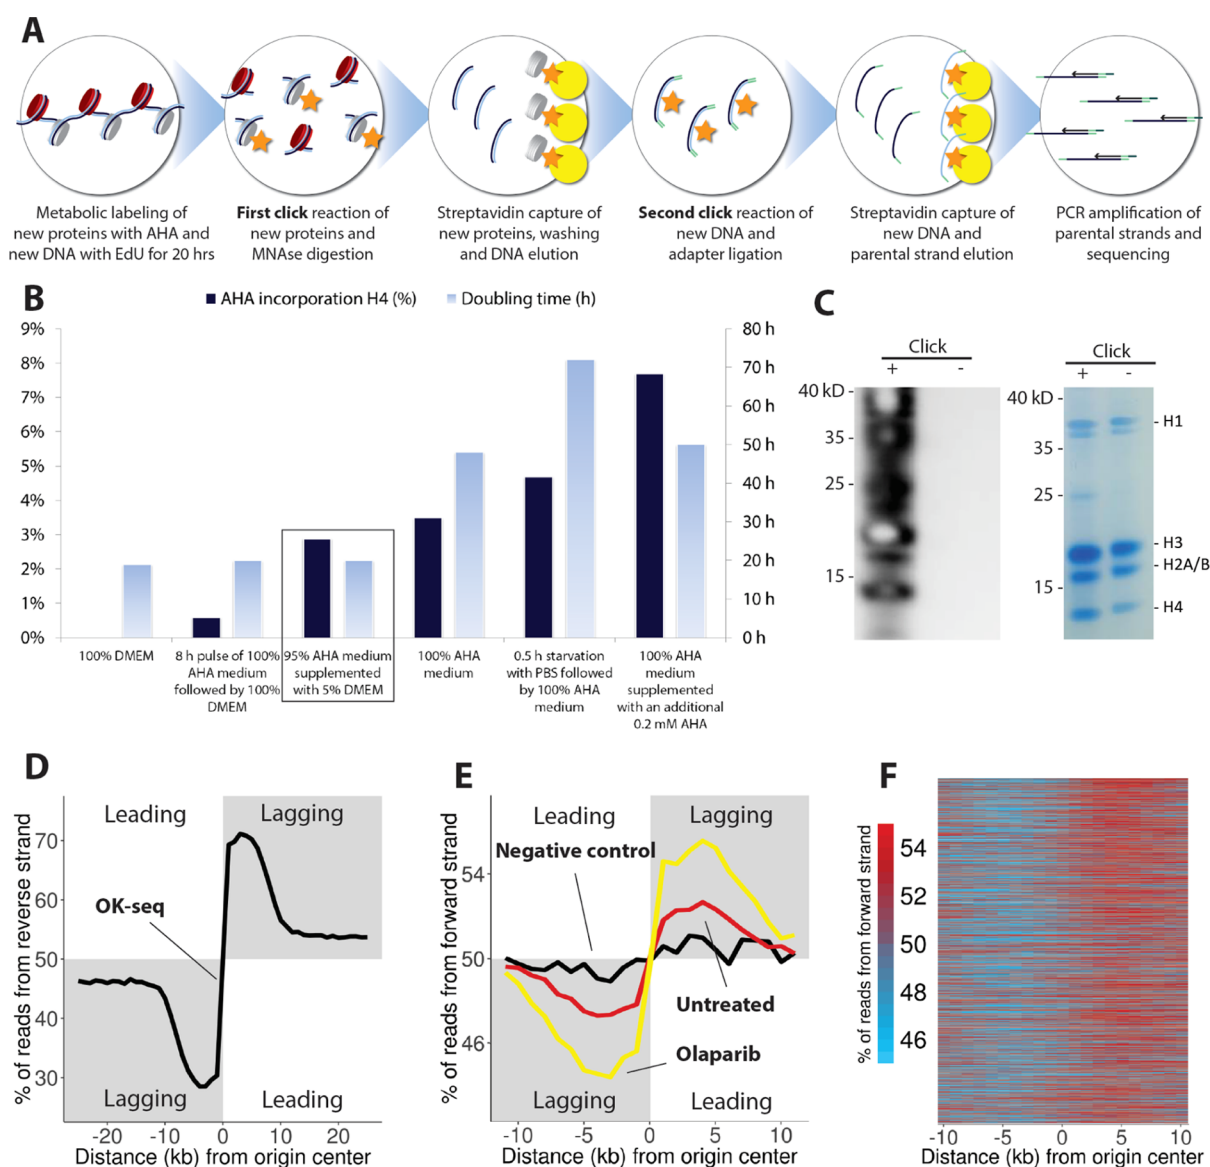 A
Metabolic labeling of
new proteins with AHA and
new DNA with EdU for 20 hrs
First click reaction of
new proteins and
MNAse digestion
Streptavidin capture of
new proteins, washing
and DNA elution
Second click reaction of
new DNA and
adapter ligation
Streptavidin capture of
new DNA and
parental strand elution
PCR amplification of
parental strands and
sequencing
B
AHA incorporation H4 (%)
Doubling time (h)
9%
8%
7%
6%
5%
4%
3%
2%
1%
0%
80 h
70 h
60 h
50 h
40 h
30 h
20 h
10 h
0 h
100% DMEM
8 h pulse of 100%
AHA medium
followed by 100%
DMEM
95% AHA medium
supplemented
with 5% DMEM
100% AHA
medium
0.5 h starvation
with PBS followed
by 100% AHA
medium
100% AHA
medium
supplemented
with an additional
0.2 mM AHA
C
Click
+ -
40 kD -
35 -
25 -
15 -
Click
+ -
40 kD -
35 -
25 -
15 -
- H1
- H3
- H2A/B
- H4
D
% of reads from reverse strand
70
60
50
40
30
Leading
Lagging
OK-seq
Lagging
Leading
-20 -10 0 10 20
Distance (kb) from origin center
E
% of reads from forward strand
54
50
46
Leading
Lagging
Negative control
Untreated
Olaparib
Lagging
Leading
-10 -5 0 5 10
Distance (kb) from origin center
F
% of reads from forward strand
54
52
50
48
46
-10 -5 0 5 10
Distance (kb) from origin center